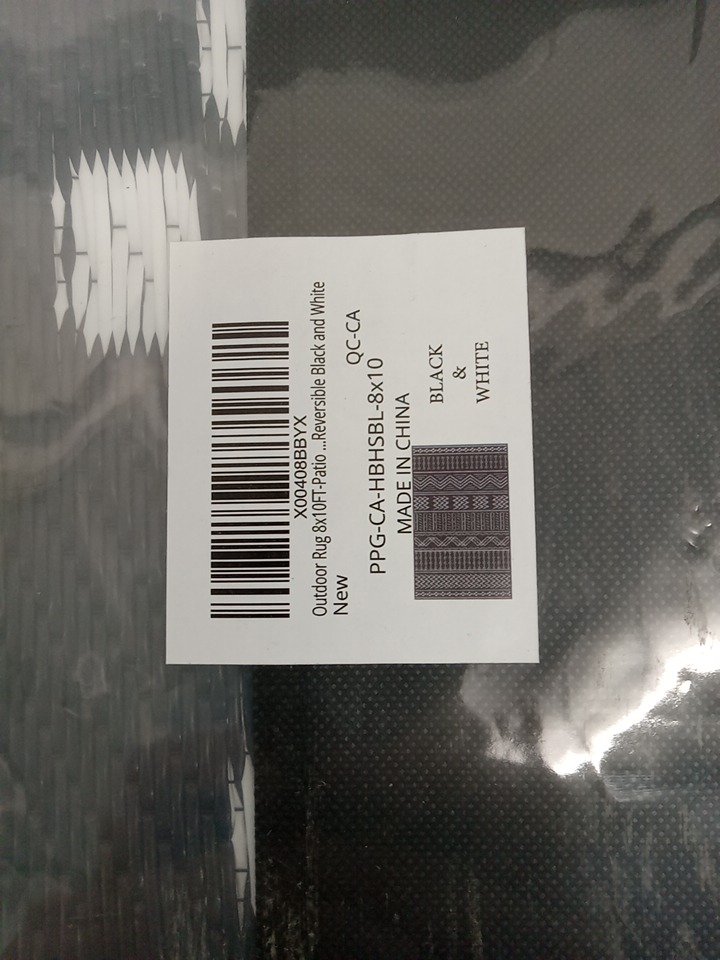 X00408BBYX
Outdoor Rug 8x10FT-Patio ...Reversible Black and White
New
QC-CA
PPG-CA-HBHSBL-8x10
MADE IN CHINA
BLACK
&
WHITE